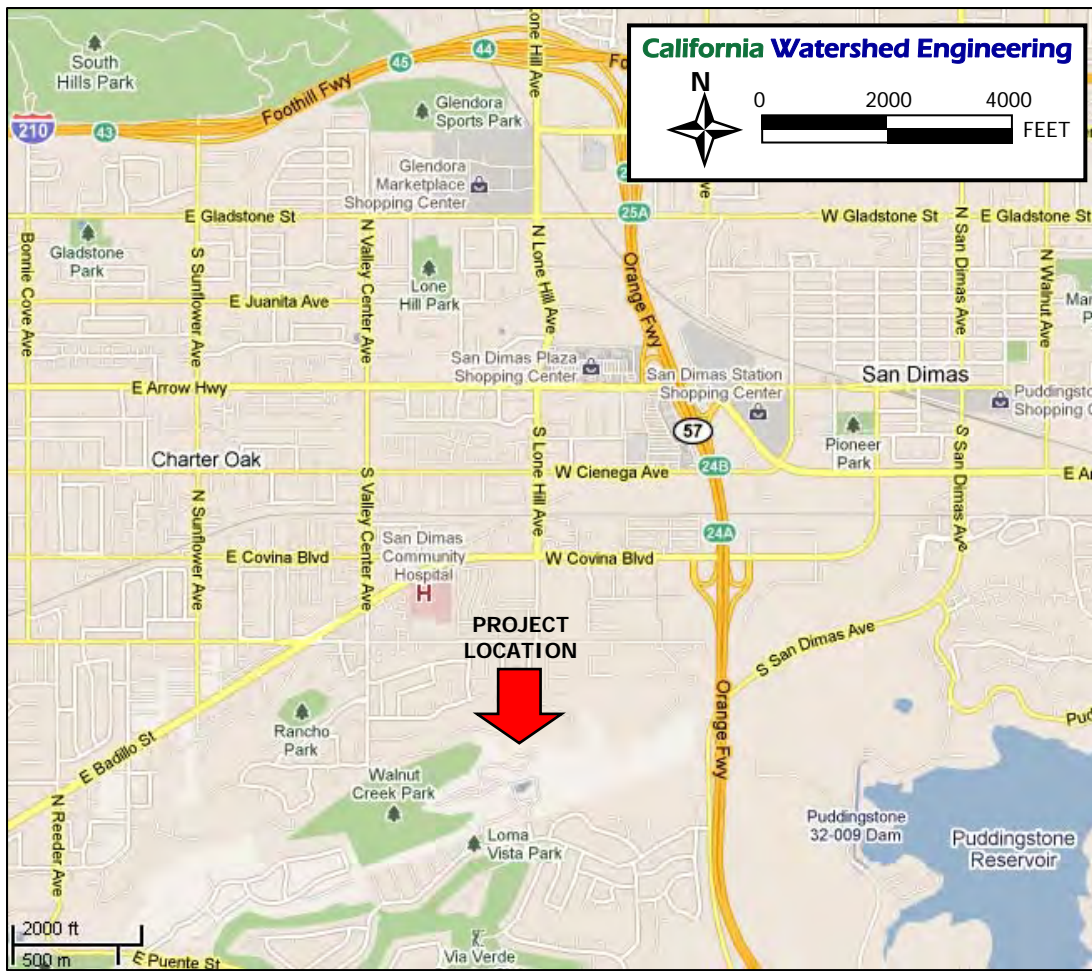 California Watershed Engineering
N
0 2000 4000
FEET
South
Hills Park
210
43
Foothill Fwy
45
44
Lone Hill Ave
Glendora
Sports Park
Glendora
Marketplace
Shopping Center
E Gladstone St
25A
W Gladstone St
E Gladstone St
Gladstone
Park
Bonnie Cove Ave
S Sunflower Ave
N Valley Center Ave
Lone
Hill Park
N Lone Hill Ave
Orange Fwy
N San Dimas Ave
N Walnut Ave
E Juanita Ave
San Dimas Plaza
Shopping Center
San Dimas Station
Shopping Center
San Dimas
E Arrow Hwy
57
Pioneer
Park
Charter Oak
W Cienega Ave
24B
S Lone Hill Ave
S Valley Center Ave
N Sunflower Ave
S San Dimas Ave
San Dimas
Community
Hospital
H
24A
E Covina Blvd
W Covina Blvd
PROJECT
LOCATION
S San Dimas Ave
Orange Fwy
Rancho
Park
E Badillo St
Walnut
Creek Park
N Reeder Ave
Loma
Vista Park
Puddingstone
32-009 Dam
Puddingstone
Reservoir
2000 ft
500 m
E Puente St
Via Verde